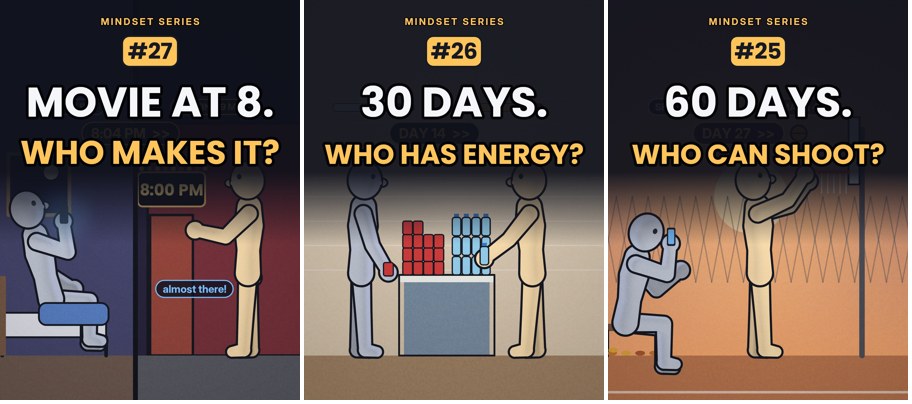 MINDSET SERIES
#27
MOVIE AT 8.
8:04 PM >>
WHO MAKES IT?
8:00 PM
almost there!
MINDSET SERIES
#26
30 DAYS.
DAY 14 >>
WHO HAS ENERGY?
MINDSET SERIES
#25
60 DAYS.
DAY 27 >>
WHO CAN SHOOT?